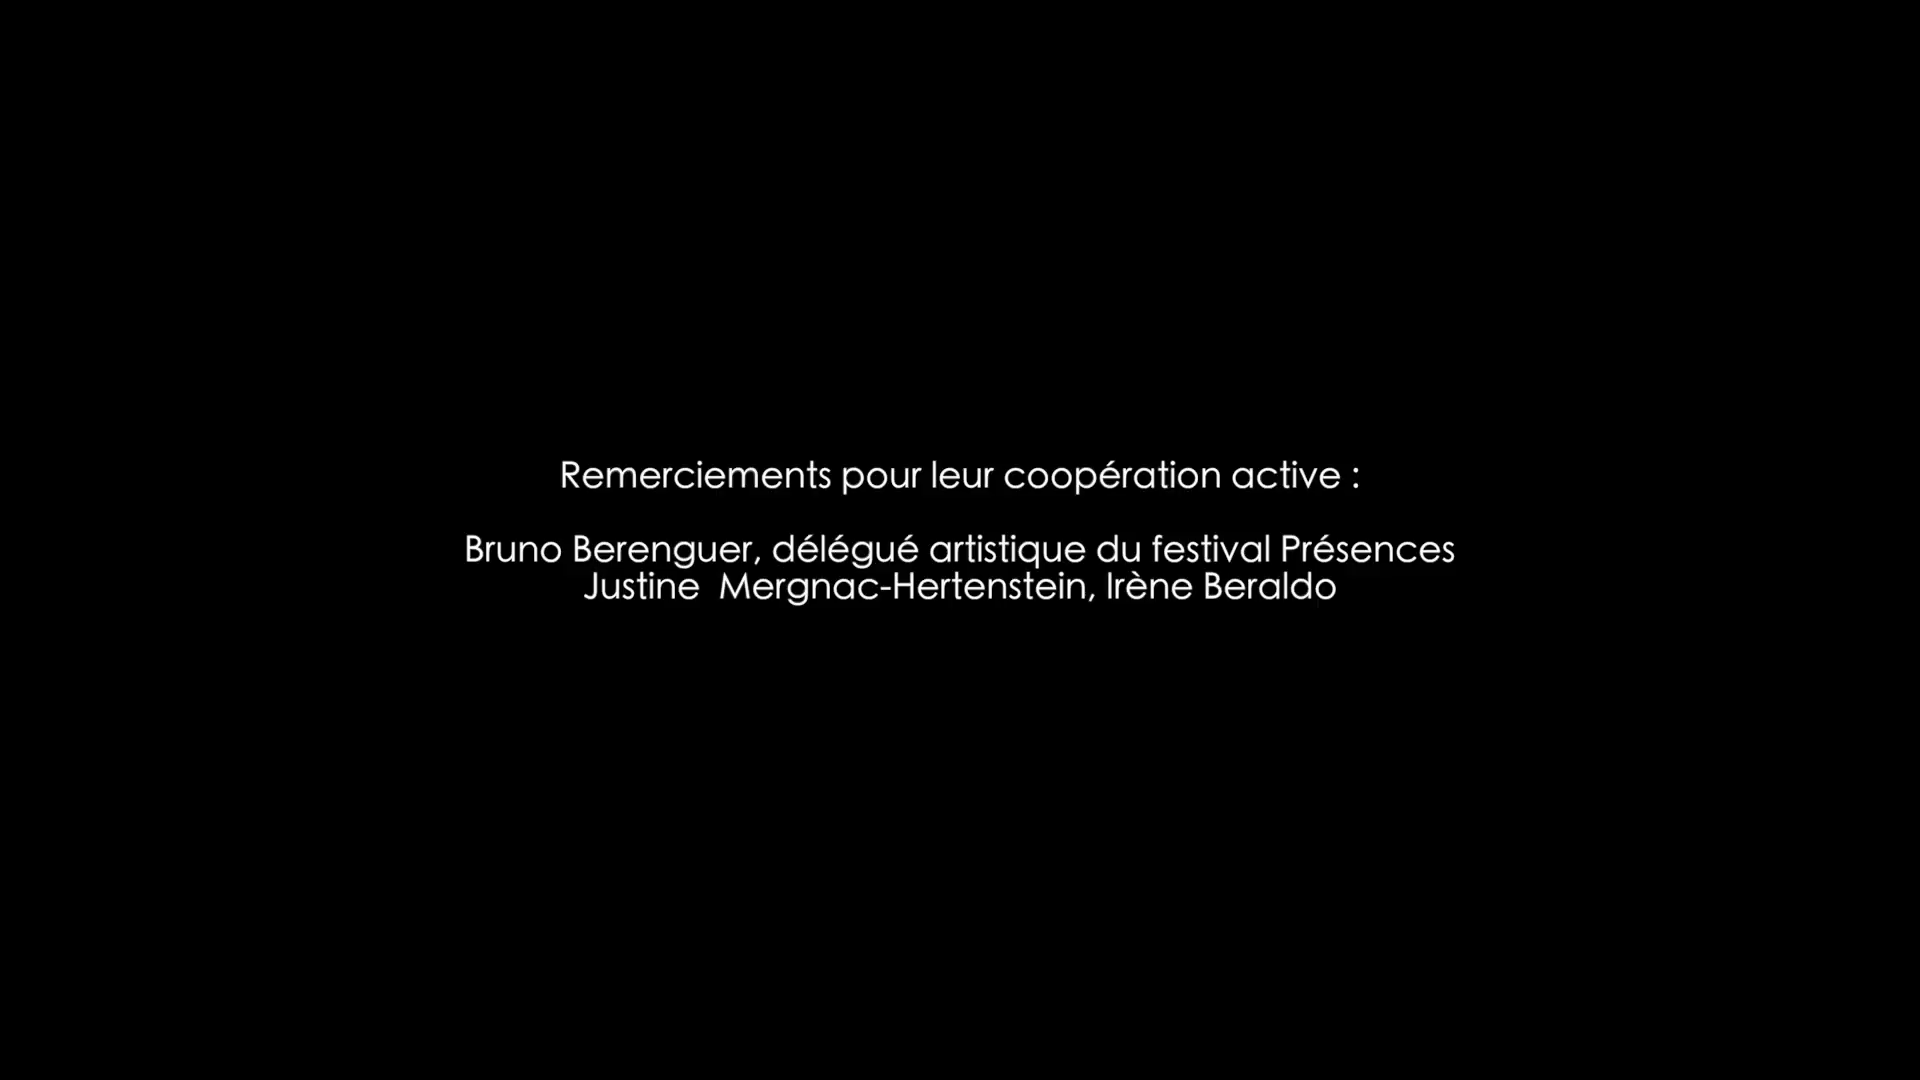 Remerciements pour leur coopération active :
Bruno Berenguer, délégué artistique du festival Présences
Justine  Mergnac-Hertenstein, Irène Beraldo